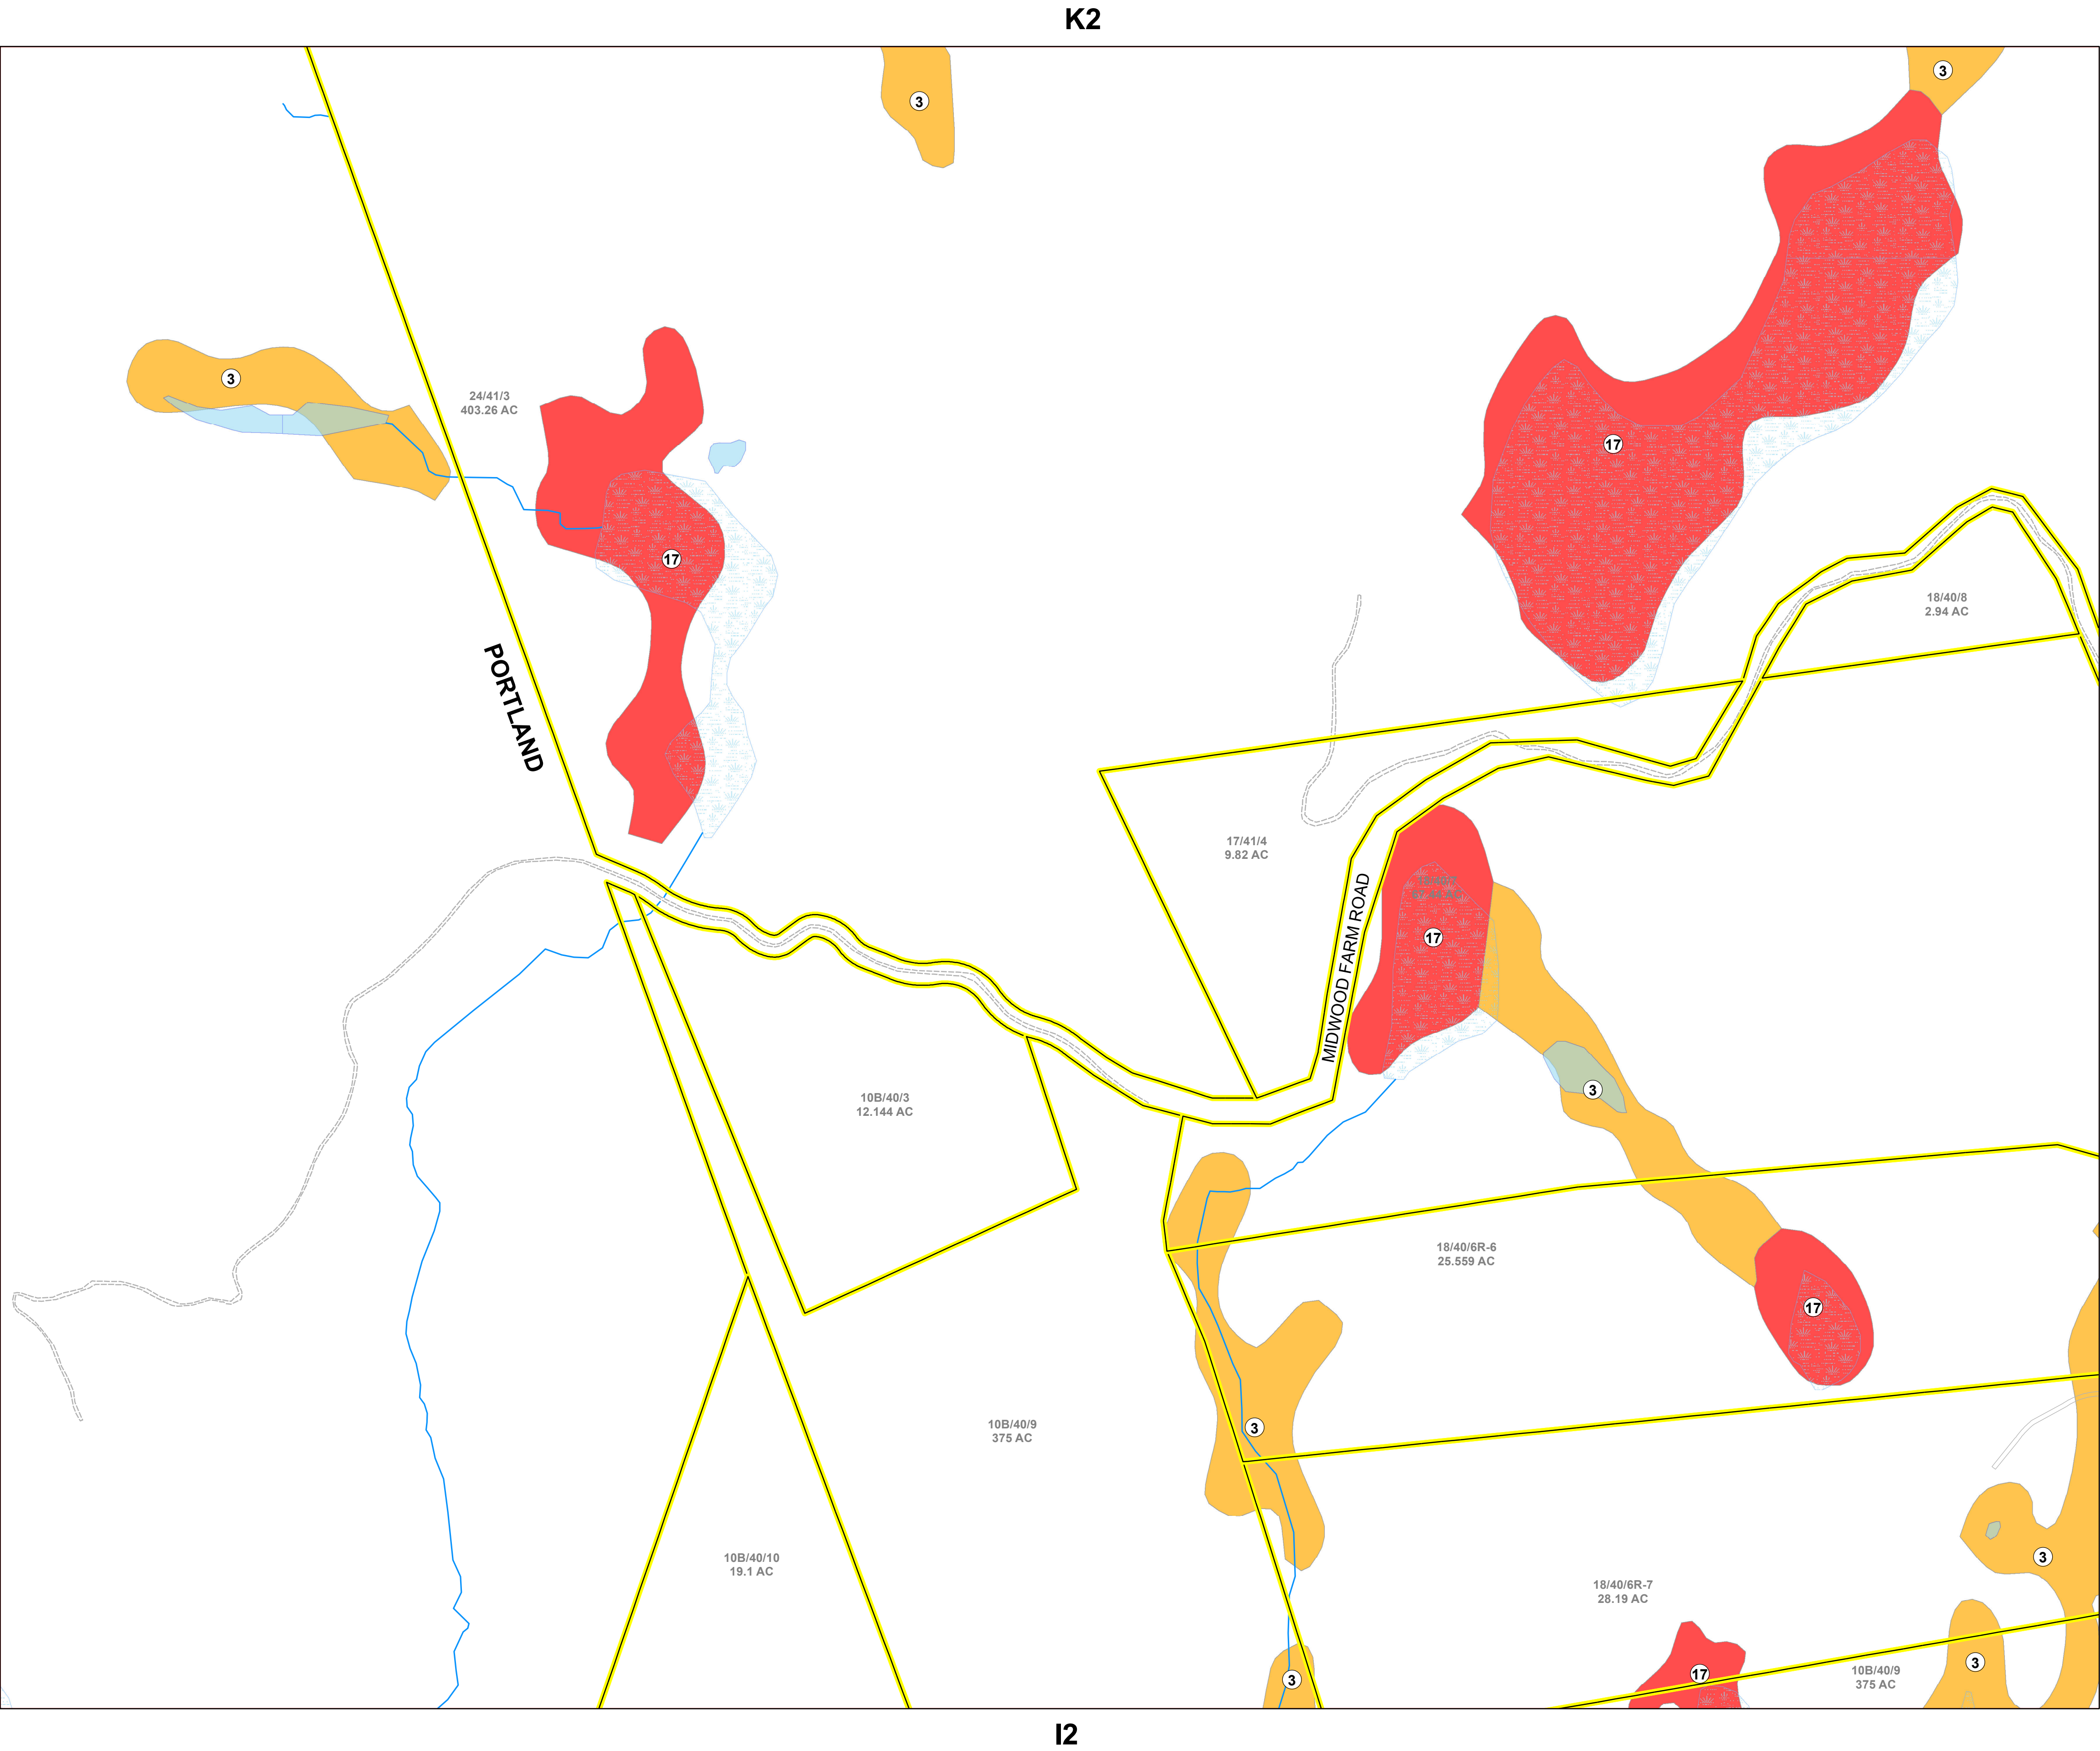 K2
3
3
3
24/41/3
403.26 AC
17
17
18/40/8
2.94 AC
PORTLAND
17/41/4
9.82 AC
MIDWOOD FARM ROAD
17
3
10B/40/3
12.144 AC
18/40/6R-6
25.559 AC
17
3
10B/40/9
375 AC
10B/40/10
19.1 AC
3
18/40/6R-7
28.19 AC
3
17
3
10B/40/9
375 AC
I2